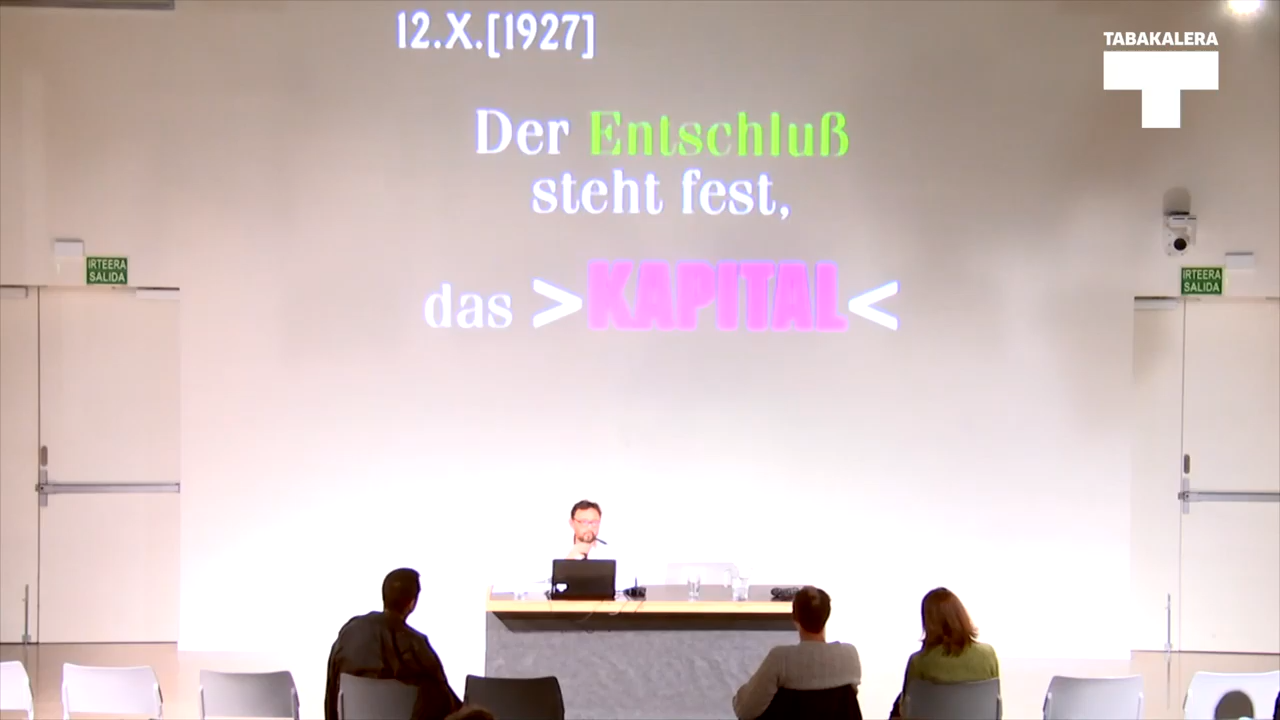 12.X.[1927]
TABAKALERA
Der Entschluß
steht fest,
das >KAPITAL<
IRTEERA
SALIDA
IRTEERA
SALIDA